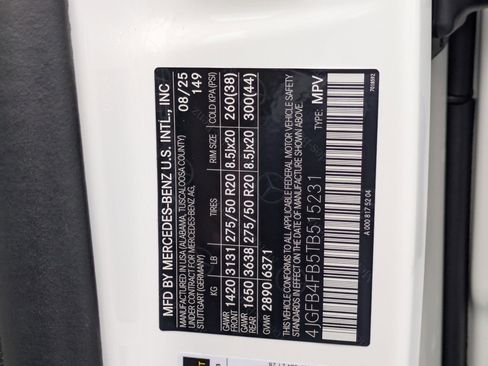 MFD BY MERCEDES-BENZ U.S. INT'L., INC
08/25
MANUFACTURED IN USA (ALABAMA, TUSCALOOSA COUNTY)
149
UNDER CONTRACT FOR MERCEDES-BENZ AG,
STUTTGART (GERMANY)
KG LB TIRES RIM SIZE COLD KPA (PSI)
GAWR FRONT 1420 3131 275/50 R20 8.5Jx20 260(38)
GAWR REAR 1650 3638 275/50 R20 8.5Jx20 300(44)
GVWR 2890 6371
THIS VEHICLE CONFORMS TO ALL APPLICABLE FEDERAL MOTOR VEHICLE SAFETY
STANDARDS IN EFFECT ON THE DATE OF MANUFACTURE SHOWN ABOVE.
4JGFB4FB5TB515231 TYPE: MPV
A 000 817 52 04